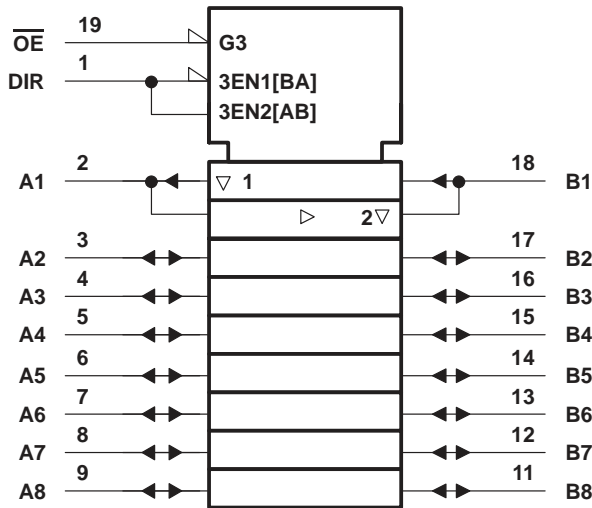 OE 19 G3
DIR 1 3EN1[BA]
3EN2[AB]
A1 2 1 18 B1
2
A2 3 17 B2
A3 4 16 B3
A4 5 15 B4
A5 6 14 B5
A6 7 13 B6
A7 8 12 B7
A8 9 11 B8